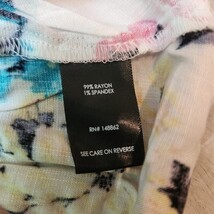 99% RAYON
1% SPANDEX
RN# 148862
SEE CARE ON REVERSE